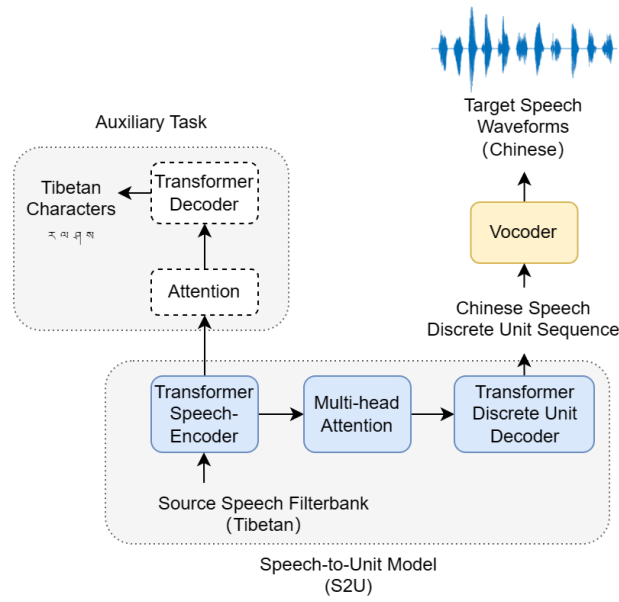 Target Speech
Waveforms
(Chinese)
Auxiliary Task
Tibetan
Characters
ར ལ ཤ ས
Transformer
Decoder
Attention
Vocoder
Chinese Speech
Discrete Unit Sequence
Transformer
Speech-
Encoder
Multi-head
Attention
Transformer
Discrete Unit
Decoder
Source Speech Filterbank
(Tibetan)
Speech-to-Unit Model
(S2U)